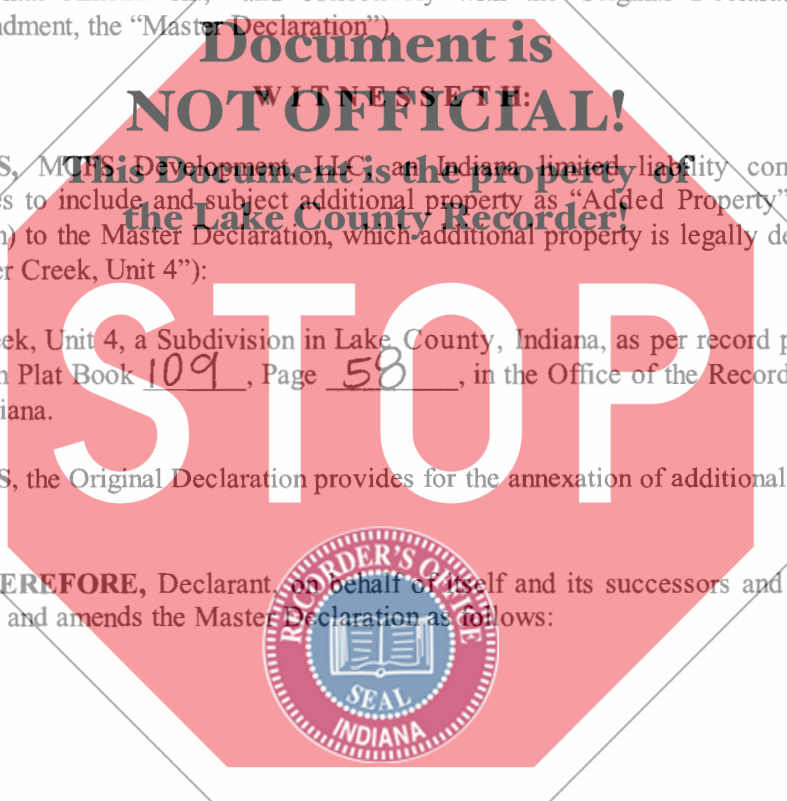 ndment, the “Master Declaration”).
Document is
W I T N E S S E T H:
NOT OFFICIAL!
S, MCFS Development, LLC, an Indiana limited liability com
This Document is the property of
es to include and subject additional property as “Added Property”
the Lake County Recorder!
n) to the Master Declaration, which additional property is legally de
er Creek, Unit 4”):
STOP
ek, Unit 4, a Subdivision in Lake County, Indiana, as per record p
n Plat Book 109, Page 58, in the Office of the Record
iana.
S, the Original Declaration provides for the annexation of additional
EREFORE, Declarant, on behalf of itself and its successors and
and amends the Master Declaration as follows:
RECORDER'S OFFICE
SEAL
INDIANA